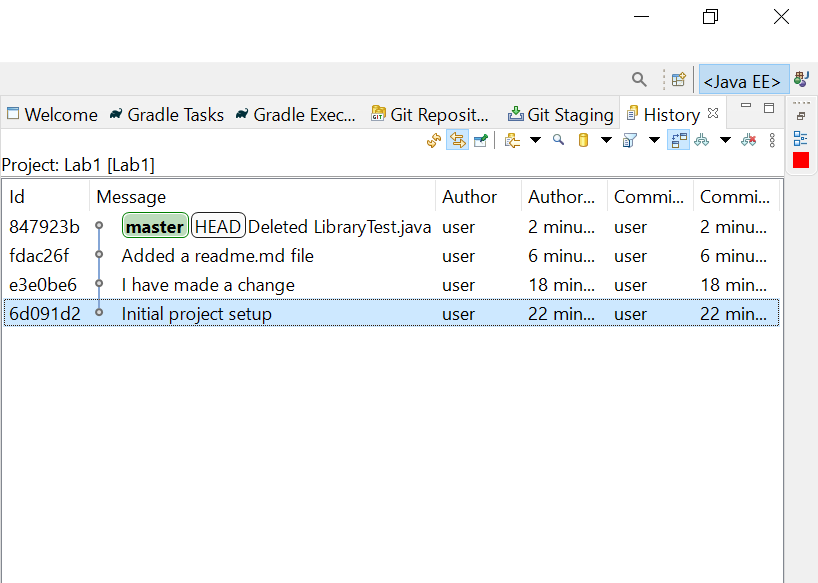 <Java EE>
Welcome Gradle Tasks Gradle Exec... Git Reposit... Git Staging History
Project: Lab1 [Lab1]
Id Message Author Author... Commi... Commi...
847923b master HEAD Deleted LibraryTest.java user 2 minu... user 2 minu...
fdac26f Added a readme.md file user 6 minu... user 6 minu...
e3e0be6 I have made a change user 18 min... user 18 min...
6d091d2 Initial project setup user 22 min... user 22 min...